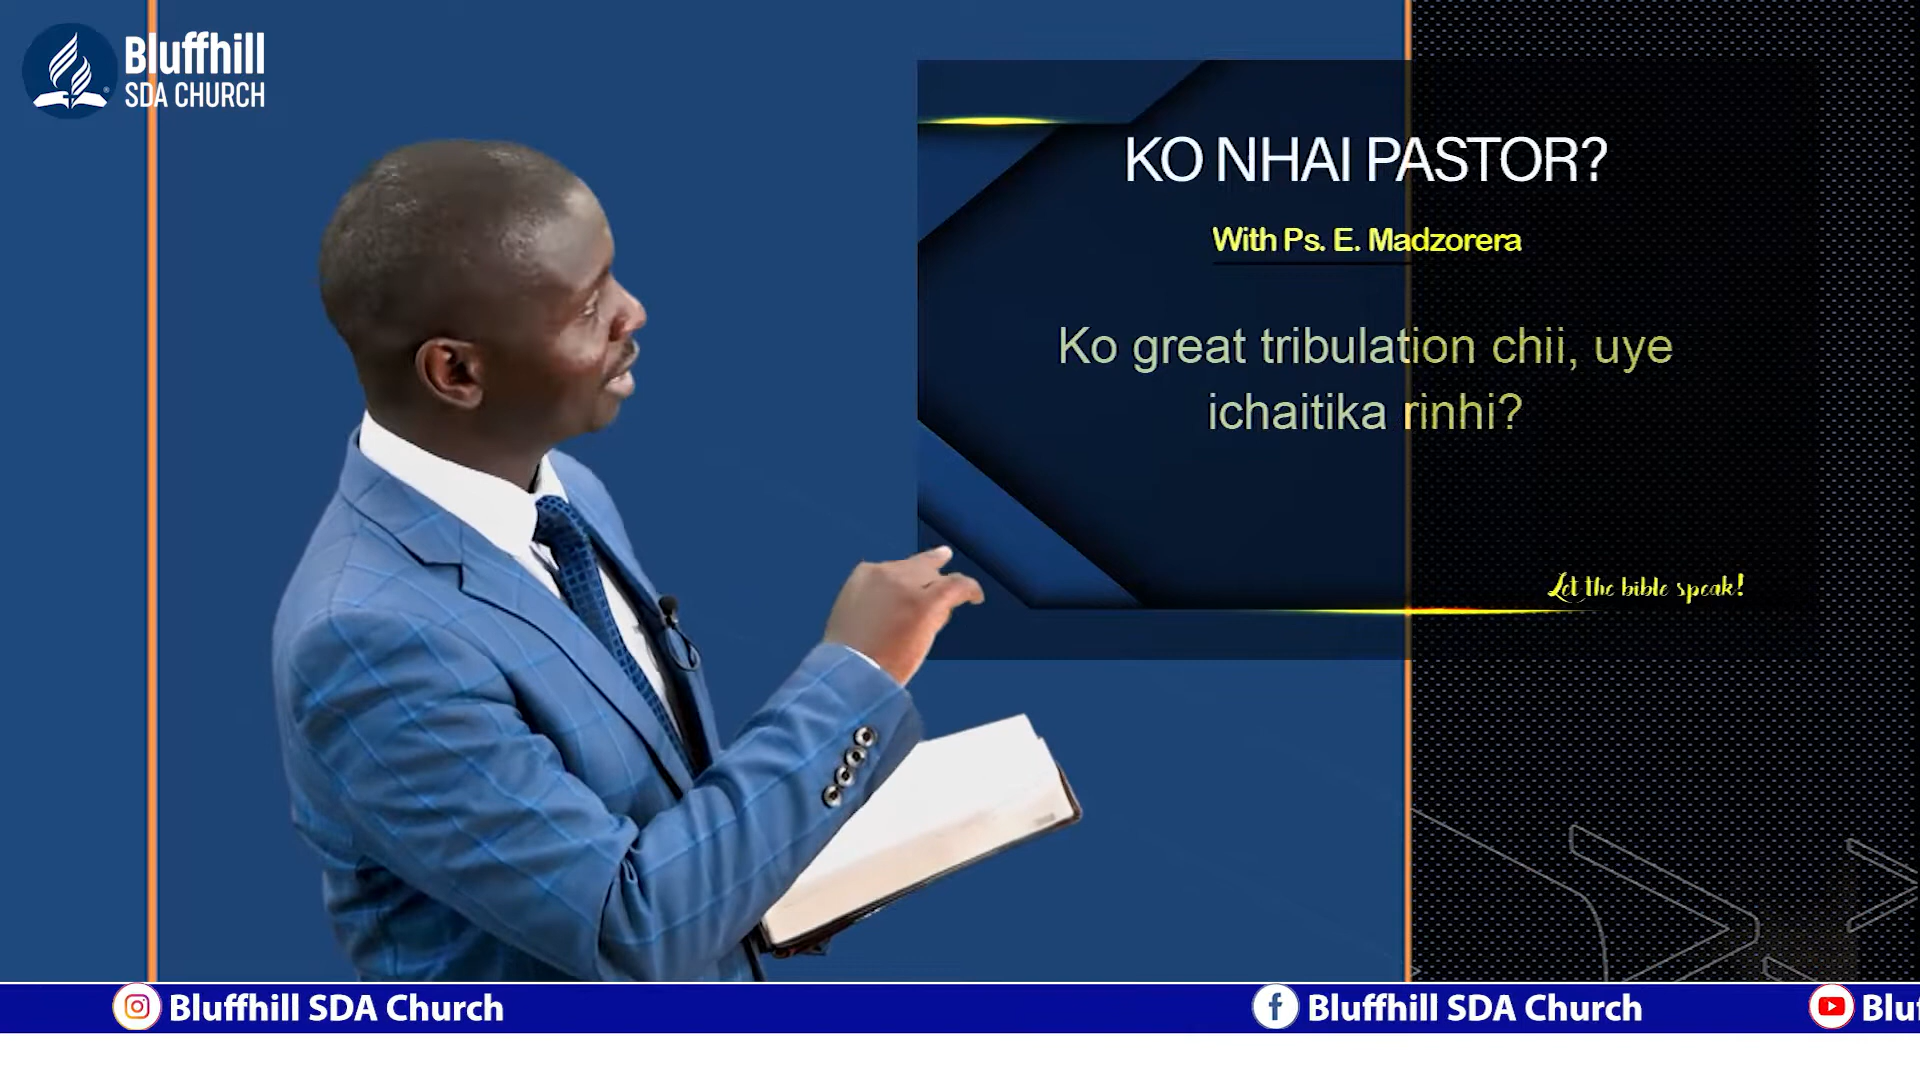 Bluffhill
SDA CHURCH
KO NHAI PASTOR?
With Ps. E. Madzorera
Ko great tribulation chii, uye
ichaitika rinhi?
Let the bible speak!
Bluffhill SDA Church
Bluffhill SDA Church